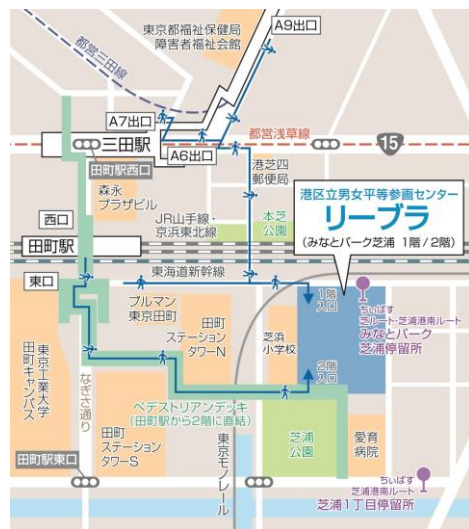 東京都福祉保健局
障害者福祉会館
A9出口
都営三田線
A7出口
三田駅
都営浅草線
15
A6出口
田町駅西口
港芝四
郵便局
森永
プラザビル
港区立男女平等参画センター
リーブラ
(みなとパーク芝浦 1階/2階)
西口
JR山手線・
京浜東北線
本芝
公園
田町駅
東海道新幹線
東口
プルマン
東京田町
田町
ステーション
タワーN
芝浜
小学校
1階
入口
ちぃばす
芝ルート・芝浦港南ルート
みなとパーク
芝浦停留所
東京工業大学
田町キャンパス
なぎさ通り
2階
入口
ペデストリアンデッキ
(田町駅から2階に直結)
田町
ステーション
タワーS
東京モノレール
芝浦
公園
愛育
病院
田町駅東口
ちぃばす
芝浦港南ルート
芝浦1丁目停留所